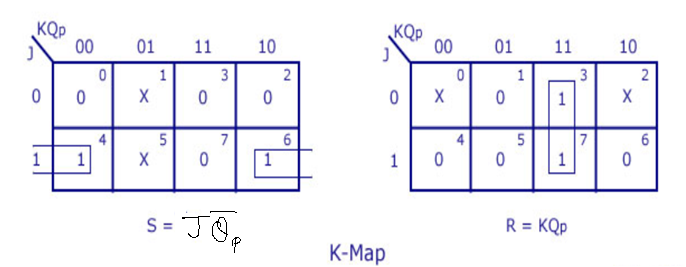 KQp KQp
J 00 01 11 10 J 00 01 11 10
0 0 0 X 1 0 3 0 2 0 X 0 0 1 1 3 X 2
1 1 4 X 5 0 7 1 6 1 0 4 0 5 1 7 0 6
S = J̅Q̅p R = KQp
K-Map